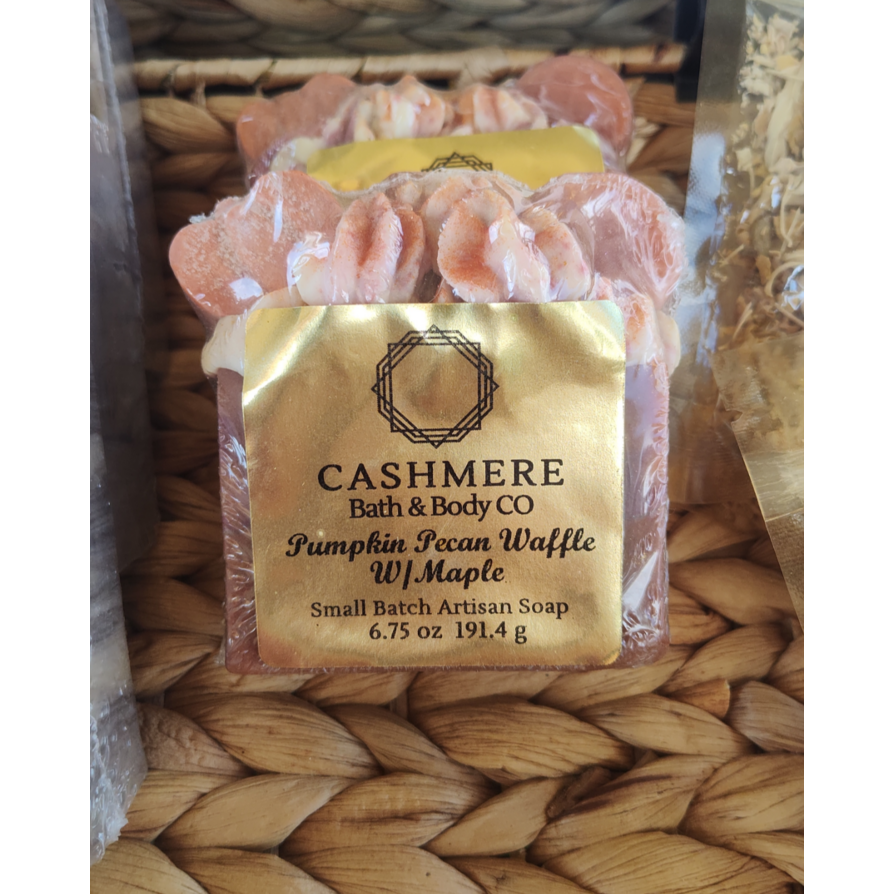 CASHMERE
Bath & Body CO
Pumpkin Pecan Waffle
W/Maple
Small Batch Artisan Soap
6.75 oz 191.4 g